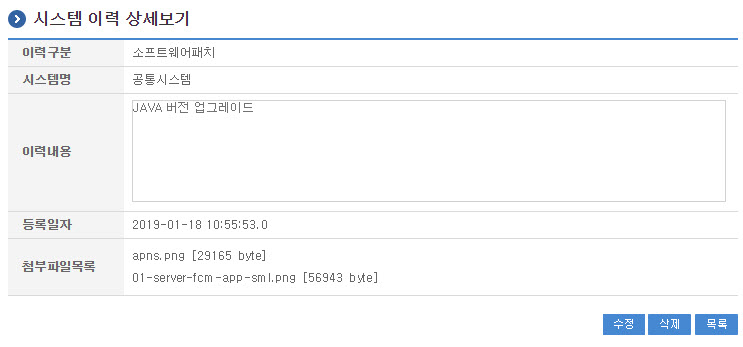 시스템 이력 상세보기
이력구분 소프트웨어패치
시스템명 공통시스템
이력내용 JAVA 버전 업그레이드
등록일자 2019-01-18 10:55:53.0
첨부파일목록 apns.png [29165 byte]
01-server-fcm-app-sml.png [56943 byte]
수정 삭제 목록